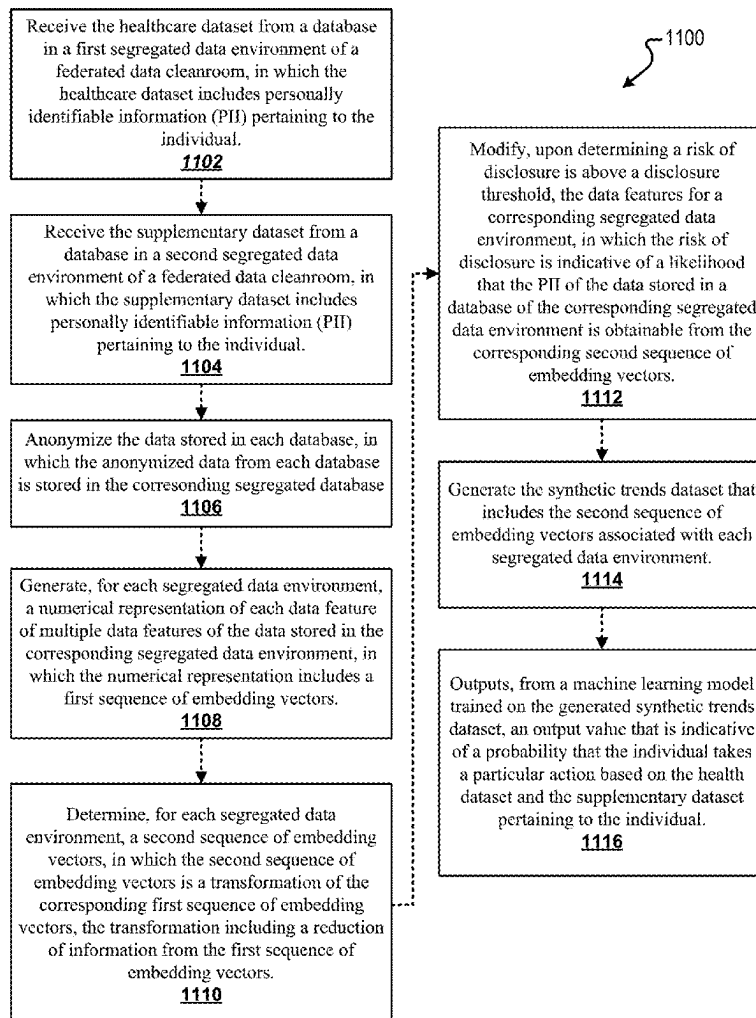 Receive the healthcare dataset from a database
in a first segregated data environment of a
federated data cleanroom, in which the
healthcare dataset includes personally
identifiable information (PII) pertaining to the
individual.
1102
Receive the supplementary dataset from a
database in a second segregated data
environment of a federated data cleanroom, in
which the supplementary dataset includes
personally identifiable information (PII)
pertaining to the individual.
1104
Anonymize the data stored in each database, in
which the anonymized data from each database
is stored in the corresonding segregated database
1106
Generate, for each segregated data environment,
a numerical representation of each data feature
of multiple data features of the data stored in the
corresponding segregated data environment, in
which the numerical representation includes a
first sequence of embedding vectors.
1108
Determine, for each segregated data
environment, a second sequence of embedding
vectors, in which the second sequence of
embedding vectors is a transformation of the
corresponding first sequence of embedding
vectors, the transformation including a reduction
of information from the first sequence of
embedding vectors.
1110
1100
Modify, upon determining a risk of
disclosure is above a disclosure
threshold, the data features for a
corresponding segregated data
environment, in which the risk of
disclosure is indicative of a likelihood
that the PII of the data stored in a
database of the corresponding segregated
data environment is obtainable from the
corresponding second sequence of
embedding vectors.
1112
Generate the synthetic trends dataset that
includes the second sequence of
embedding vectors associated with each
segregated data environment.
1114
Outputs, from a machine learning model
trained on the generated synthetic trends
dataset, an output value that is indicative
of a probability that the individual takes
a particular action based on the health
dataset and the supplementary dataset
pertaining to the individual.
1116